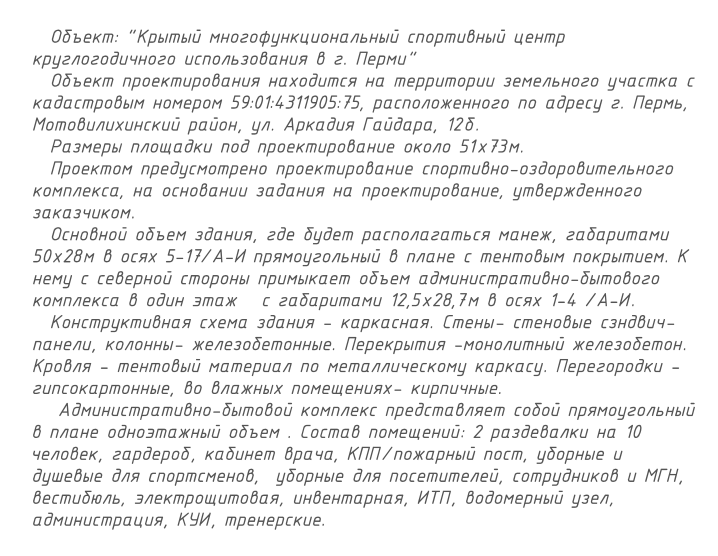 Объект: "Крытый многофункциональный спортивный центр
круглогодичного использования в г. Перми"
Объект проектирования находится на территории земельного участка с
кадастровым номером 59:01:4311905:75, расположенного по адресу г. Пермь,
Мотовилихинский район, ул. Аркадия Гайдара, 12б.
Размеры площадки под проектирование около 51х73м.
Проектом предусмотрено проектирование спортивно-оздоровительного
комплекса, на основании задания на проектирование, утвержденного
заказчиком.
Основной объем здания, где будет располагаться манеж, габаритами
50х28м в осях 5-17/А-И прямоугольный в плане с тентовым покрытием. К
нему с северной стороны примыкает объем административно-бытового
комплекса в один этаж с габаритами 12,5х28,7м в осях 1-4 /А-И.
Конструктивная схема здания - каркасная. Стены- стеновые сэндвич-
панели, колонны- железобетонные. Перекрытия -монолитный железобетон.
Кровля - тентовый материал по металлическому каркасу. Перегородки -
гипсокартонные, во влажных помещениях- кирпичные.
Административно-бытовой комплекс представляет собой прямоугольный
в плане одноэтажный объем . Состав помещений: 2 раздевалки на 10
человек, гардероб, кабинет врача, КПП/пожарный пост, уборные и
душевые для спортсменов, уборные для посетителей, сотрудников и МГН,
вестибюль, электрощитовая, инвентарная, ИТП, водомерный узел,
администрация, КУИ, тренерские.